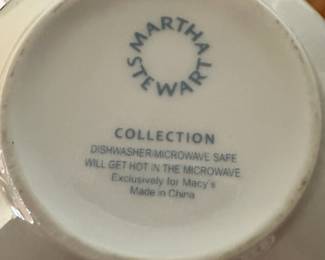 MARTHA
STEWART
COLLECTION
DISHWASHER/MICROWAVE SAFE
WILL GET HOT IN THE MICROWAVE
Exclusively for Macy's
Made in China